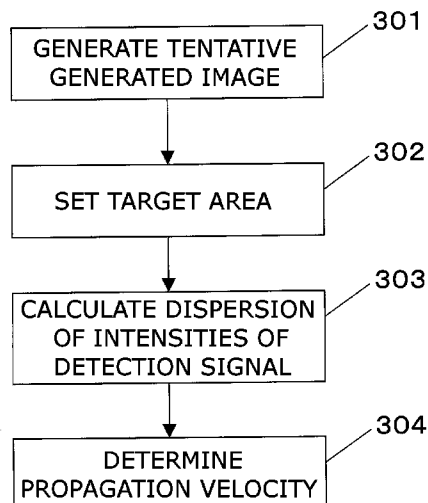 301
GENERATE TENTATIVE
GENERATED IMAGE
302
SET TARGET AREA
303
CALCULATE DISPERSION
OF INTENSITIES OF
DETECTION SIGNAL
304
DETERMINE
PROPAGATION VELOCITY